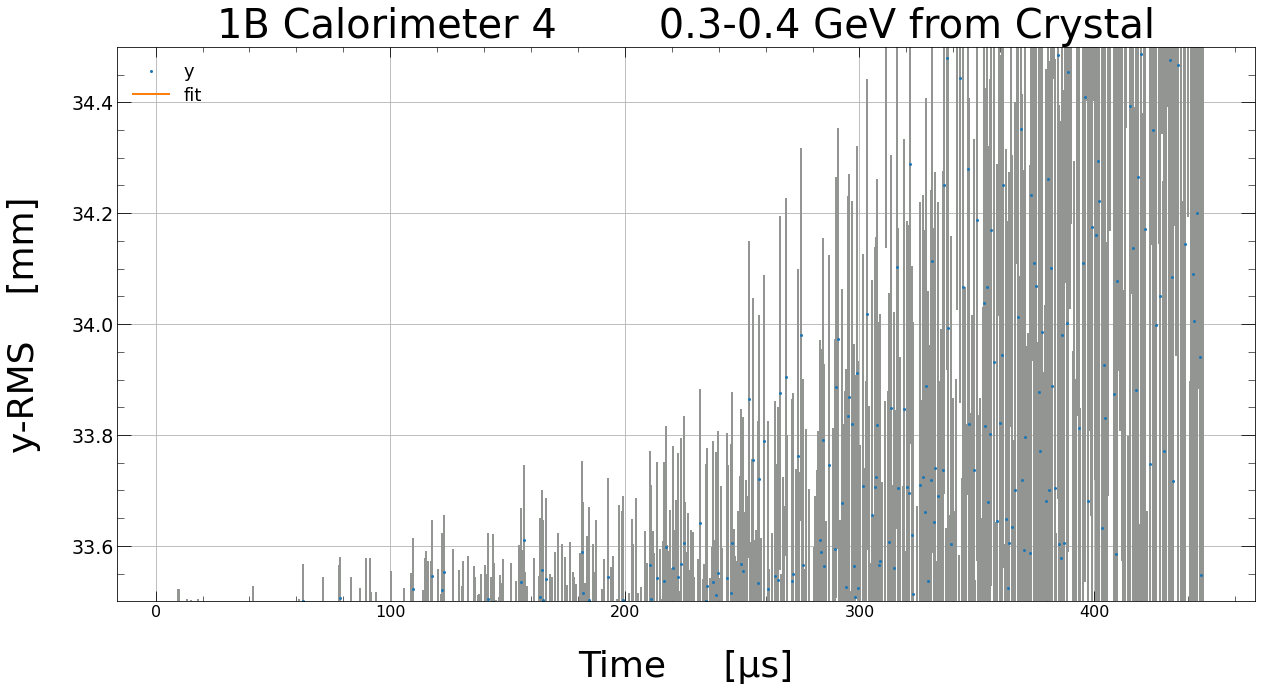 1B Calorimeter 4 0.3-0.4 GeV from Crystal
y
fit
34.4
34.2
34.0
33.8
33.6
y-RMS [mm]
0 100 200 300 400
Time [µs]